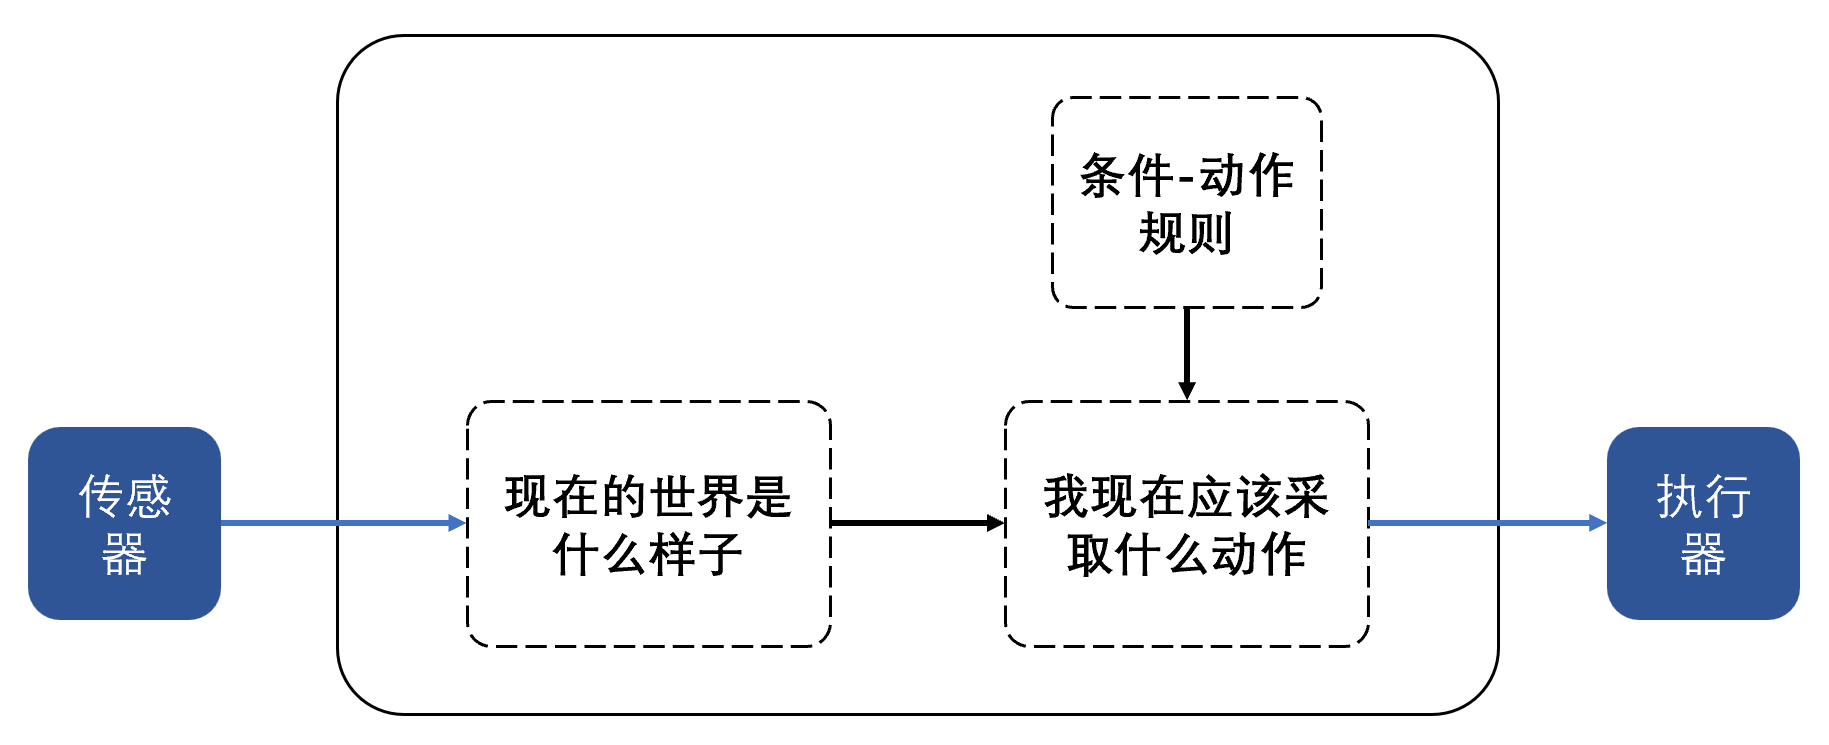 条件-动作
规则
传感
器
现在的世界是
什么样子
我现在应该采
取什么动作
执行
器